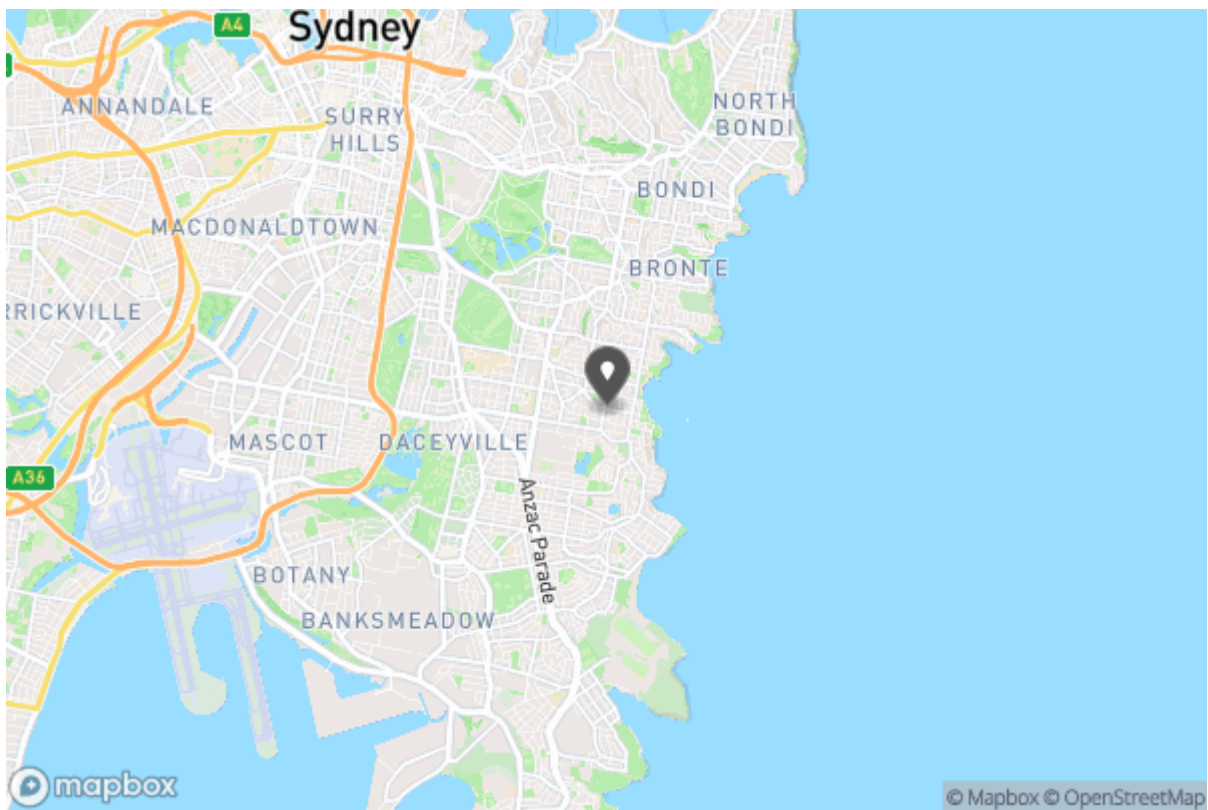 A4
Sydney
ANNANDALE
SURRY
HILLS
NORTH
BONDI
BONDI
MACDONALDTOWN
BRONTE
RRICKVILLE
MASCOT
DACEYVILLE
A36
Anzac Parade
BOTANY
BANKSMEADOW
mapbox
© Mapbox © OpenStreetMap